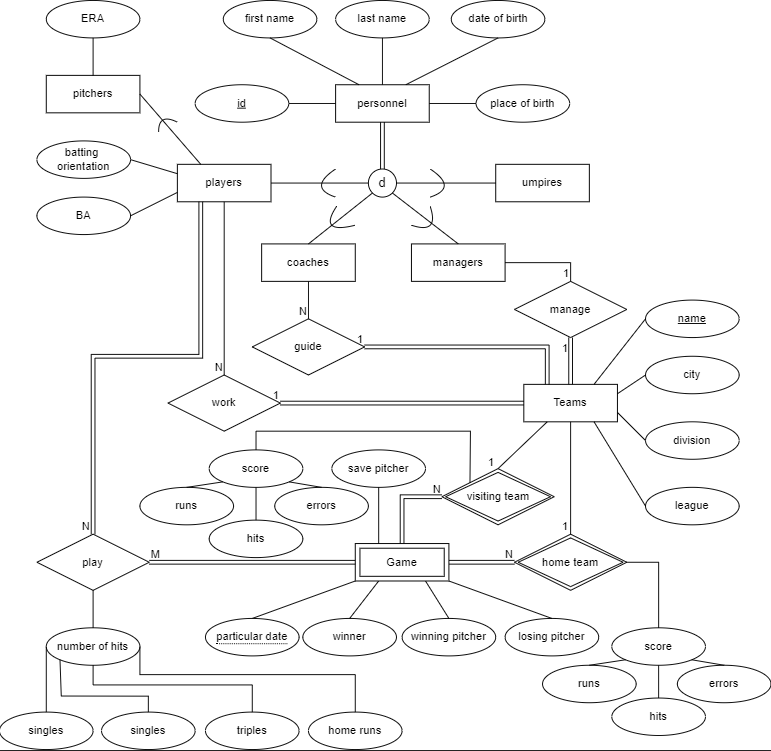 ERA
first name
last name
date of birth
pitchers
id
personnel
place of birth
batting
orientation
players
d
umpires
BA
coaches
managers
1
N
manage
name
guide
1
1
city
N
work
1
Teams
division
score
save pitcher
1
N
visiting team
league
runs
errors
hits
N
1
play
M
Game
N
home team
particular date
winner
winning pitcher
losing pitcher
number of hits
score
runs
errors
hits
singles
singles
triples
home runs